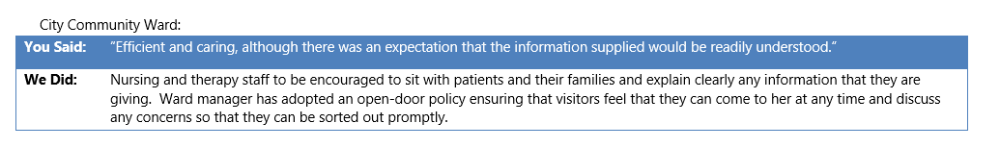 City Community Ward:
You Said: "Efficient and caring, although there was an expectation that the information supplied would be readily understood."
We Did: Nursing and therapy staff to be encouraged to sit with patients and their families and explain clearly any information that they are
giving.  Ward manager has adopted an open-door policy ensuring that visitors feel that they can come to her at any time and discuss
any concerns so that they can be sorted out promptly.